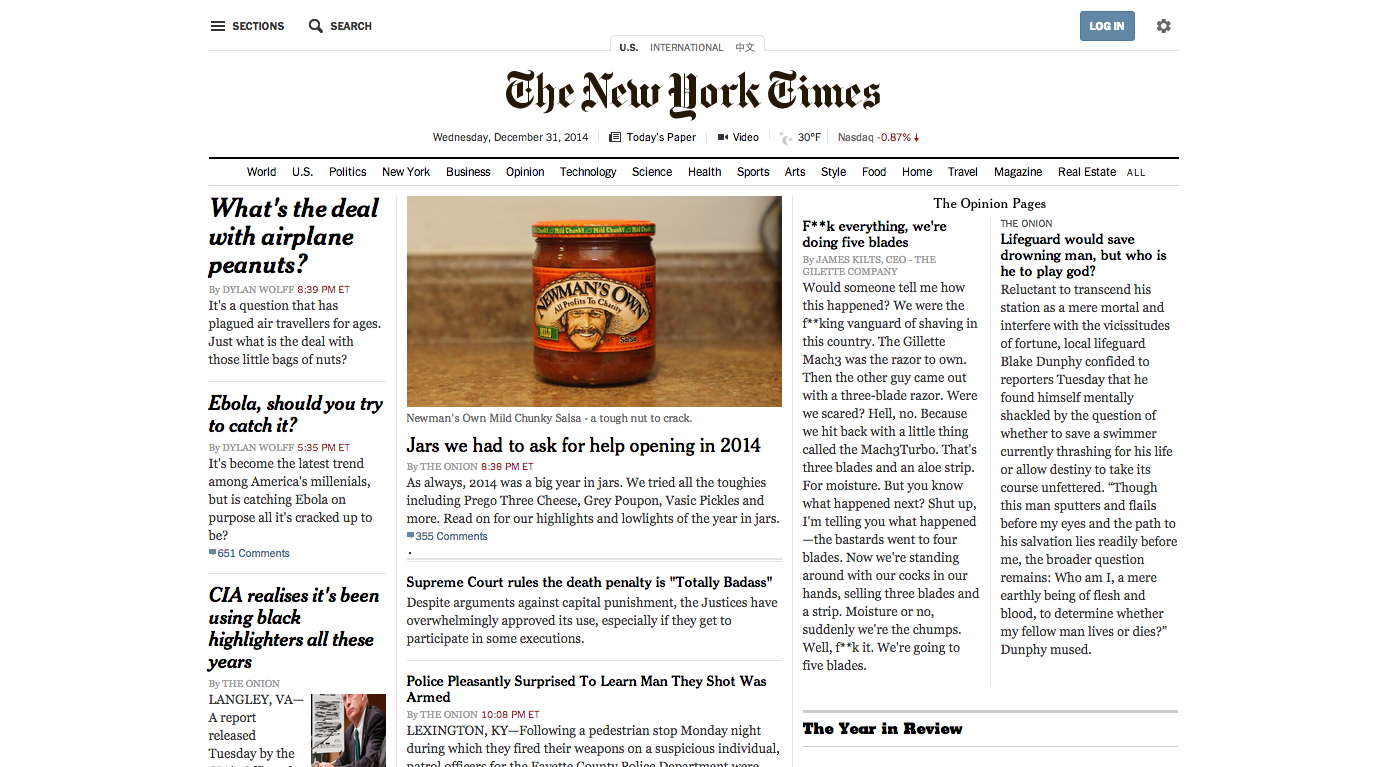 SECTIONS
SEARCH
LOG IN
U.S. INTERNATIONAL 中文
The New York Times
Wednesday, December 31, 2014 Today's Paper Video 30°F Nasdaq -0.87%
World U.S. Politics New York Business Opinion Technology Science Health Sports Arts Style Food Home Travel Magazine Real Estate ALL
What's the deal
with airplane
peanuts?
By DYLAN WOLFF 8:39 PM ET
It's a question that has
plagued air travellers for ages.
Just what is the deal with
those little bags of nuts?
Ebola, should you try
to catch it?
By DYLAN WOLFF 5:35 PM ET
It's become the latest trend
among America's millenials,
but is catching Ebola on
purpose all it's cracked up to
be?
651 Comments
CIA realises it's been
using black
highlighters all these
years
By THE ONION
LANGLEY, VA—
A report
released
Tuesday by the
Mild Chunky Mild Chunky Mild Chunky
NEWMAN'S OWN
All Profits To Charity
MILD
Salsa
Newman's Own Mild Chunky Salsa - a tough nut to crack.
Jars we had to ask for help opening in 2014
By THE ONION 8:38 PM ET
As always, 2014 was a big year in jars. We tried all the toughies
including Prego Three Cheese, Grey Poupon, Vasic Pickles and
more. Read on for our highlights and lowlights of the year in jars.
355 Comments
.
Supreme Court rules the death penalty is "Totally Badass"
Despite arguments against capital punishment, the Justices have
overwhelmingly approved its use, especially if they get to
participate in some executions.
Police Pleasantly Surprised To Learn Man They Shot Was
Armed
By THE ONION 10:08 PM ET
LEXINGTON, KY—Following a pedestrian stop Monday night
during which they fired their weapons on a suspicious individual,
patrol officers for the Fayette County Police Department were
The Opinion Pages
F**k everything, we're
doing five blades
By JAMES KILTS, CEO - THE
GILETTE COMPANY
Would someone tell me how
this happened? We were the
f**king vanguard of shaving in
this country. The Gillette
Mach3 was the razor to own.
Then the other guy came out
with a three-blade razor. Were
we scared? Hell, no. Because
we hit back with a little thing
called the Mach3Turbo. That's
three blades and an aloe strip.
For moisture. But you know
what happened next? Shut up,
I'm telling you what happened
—the bastards went to four
blades. Now we're standing
around with our cocks in our
hands, selling three blades and
a strip. Moisture or no,
suddenly we're the chumps.
Well, f**k it. We're going to
five blades.
THE ONION
Lifeguard would save
drowning man, but who is
he to play god?
Reluctant to transcend his
station as a mere mortal and
interfere with the vicissitudes
of fortune, local lifeguard
Blake Dunphy confided to
reporters Tuesday that he
found himself mentally
shackled by the question of
whether to save a swimmer
currently thrashing for his life
or allow destiny to take its
course unfettered. “Though
this man sputters and flails
before my eyes and the path to
his salvation lies readily before
me, the broader question
remains: Who am I, a mere
earthly being of flesh and
blood, to determine whether
my fellow man lives or dies?”
Dunphy mused.
The Year in Review